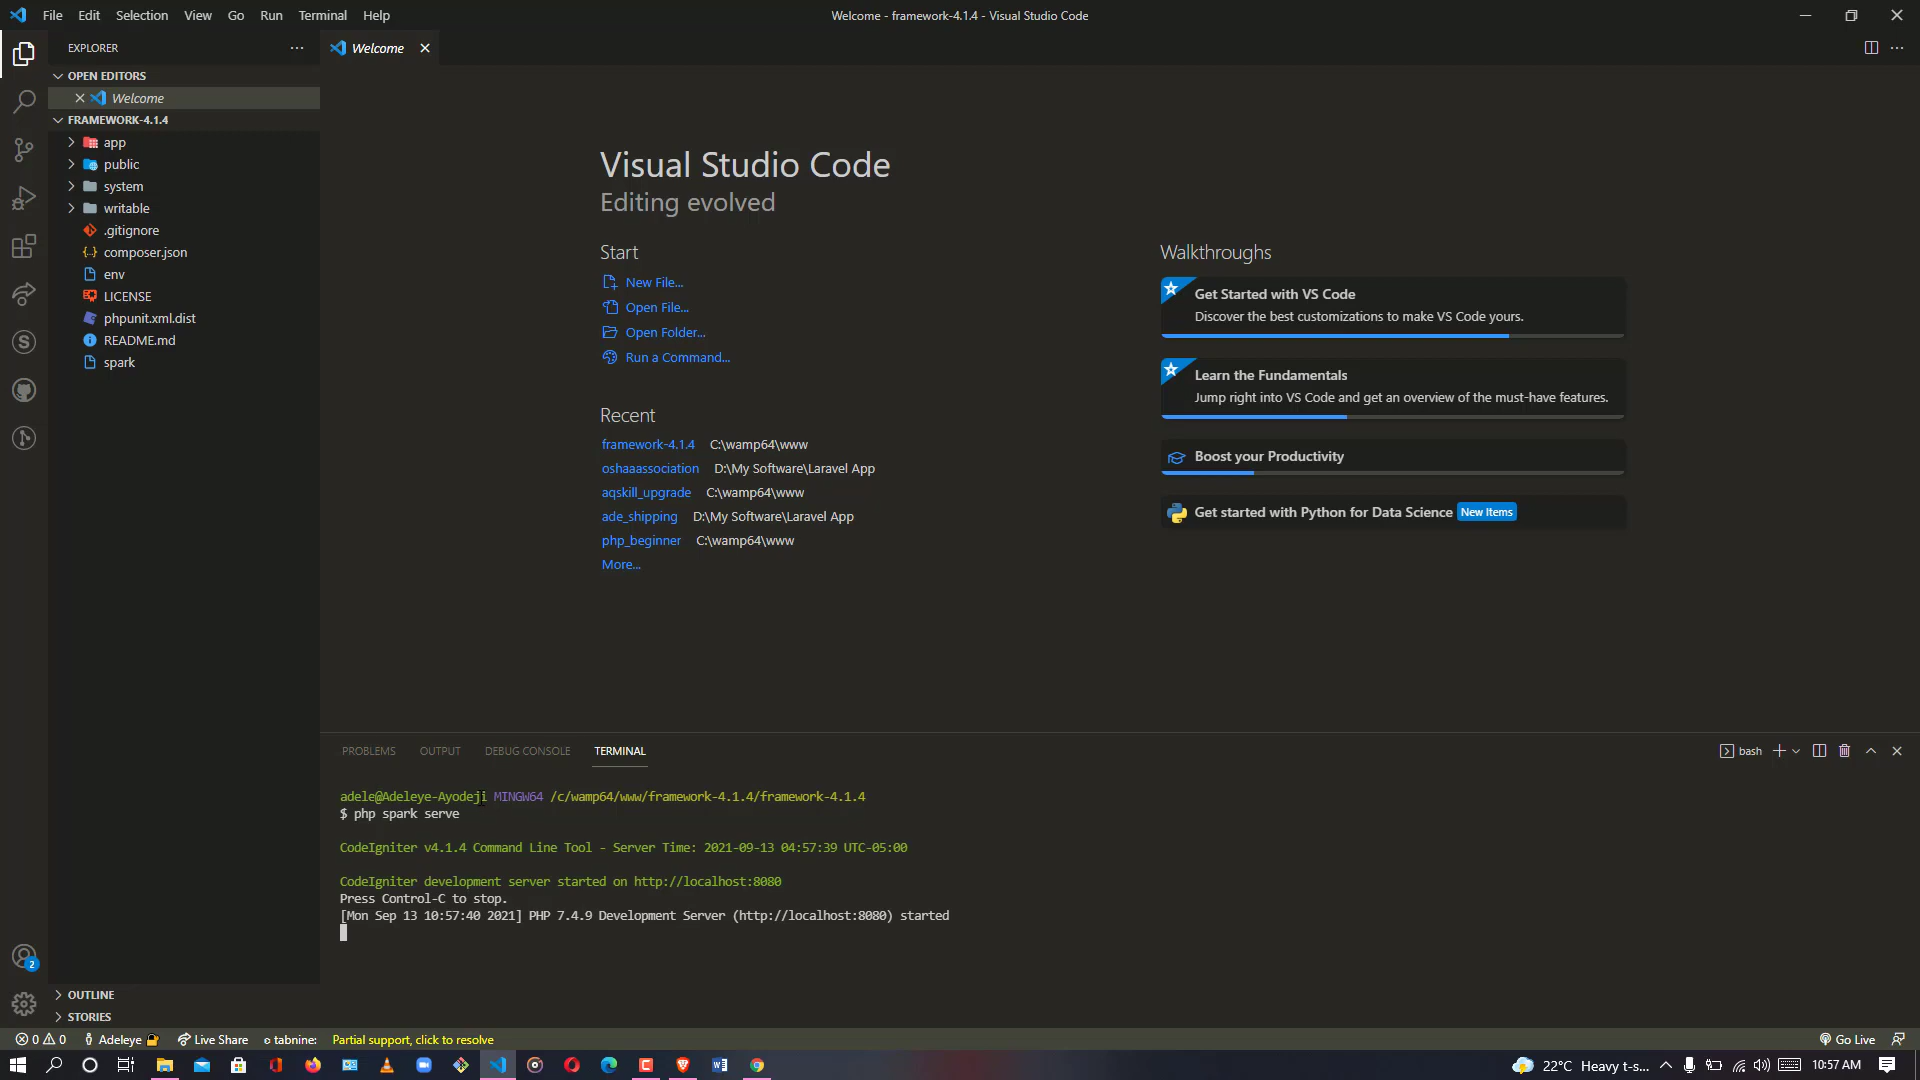 File Edit Selection View Go Run Terminal Help
Welcome - framework-4.1.4 - Visual Studio Code
EXPLORER
Welcome
OPEN EDITORS
Welcome
FRAMEWORK-4.1.4
app
public
system
writable
.gitignore
composer.json
env
LICENSE
phpunit.xml.dist
README.md
spark
OUTLINE
STORIES
Visual Studio Code
Editing evolved
Start
New File...
Open File...
Open Folder...
Run a Command...
Recent
framework-4.1.4 C:\wamp64\www
oshaaassociation D:\My Software\Laravel App
aqskill_upgrade C:\wamp64\www
ade_shipping D:\My Software\Laravel App
php_beginner C:\wamp64\www
More...
Walkthroughs
Get Started with VS Code
Discover the best customizations to make VS Code yours.
Learn the Fundamentals
Jump right into VS Code and get an overview of the must-have features.
Boost your Productivity
Get started with Python for Data Science New Items
PROBLEMS OUTPUT DEBUG CONSOLE TERMINAL
bash
adele@Adeleye-Ayodeji MINGW64 /c/wamp64/www/framework-4.1.4/framework-4.1.4
$ php spark serve
CodeIgniter v4.1.4 Command Line Tool - Server Time: 2021-09-13 04:57:39 UTC-05:00
CodeIgniter development server started on http://localhost:8080
Press Control-C to stop.
[Mon Sep 13 10:57:40 2021] PHP 7.4.9 Development Server (http://localhost:8080) started
2
0 0 Adeleye Live Share tabnine: Partial support, click to resolve Go Live
22°C Heavy t-s... 10:57 AM